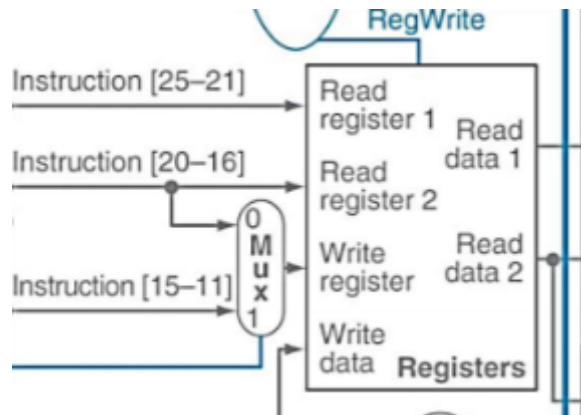 RegWrite
Instruction [25–21]
Read
register 1
Read
data 1
Instruction [20–16]
Read
register 2
0
M
u
x
1
Write
register
Read
data 2
Instruction [15–11]
Write
data
Registers